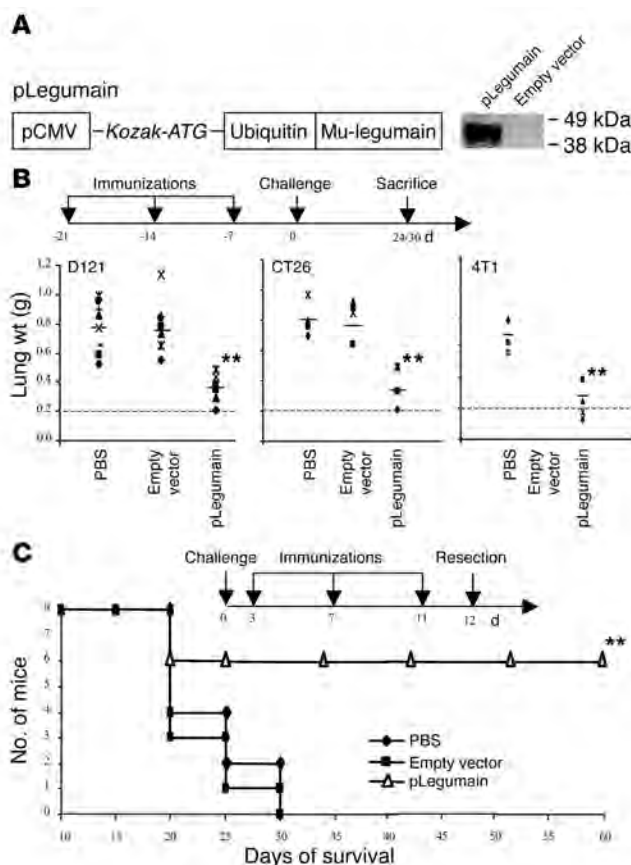 A
pLegumain
pCMV –Kozak-ATG– Ubiquitin Mu-legumain
pLegumain
Empty vector
– 49 kDa
– 38 kDa
B
Immunizations Challenge Sacrifice
-21 -14 -7 0 24/30 d
D121 CT26 4T1
Lung wt (g)
1.2
1.0
0.8
0.6
0.4
0.2
0.0
** ** **
PBS
Empty vector
pLegumain
PBS
Empty vector
pLegumain
PBS
Empty vector
pLegumain
C
Challenge Immunizations Resection
0 3 7 11 12 d
No. of mice
8
7
6
5
4
3
2
1
0
**
PBS
Empty vector
pLegumain
10 15 20 25 30 35 40 45 50 55 60
Days of survival